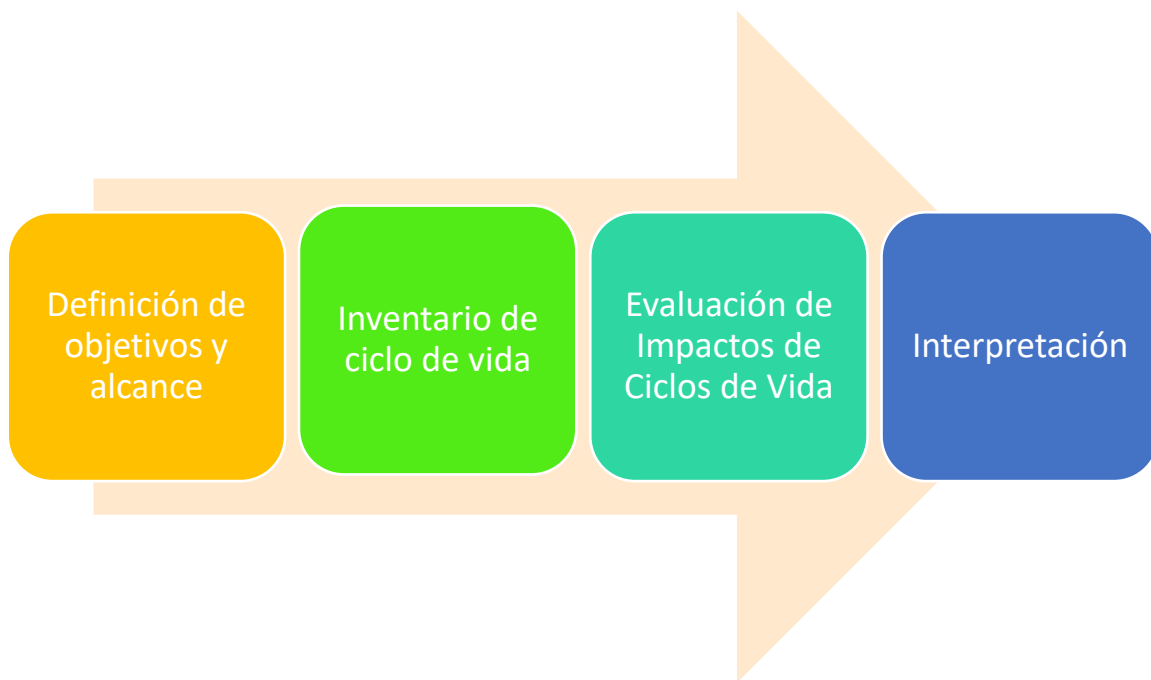 Definición de
objetivos y
alcance
Inventario de
ciclo de vida
Evaluación de
Impactos de
Ciclos de Vida
Interpretación